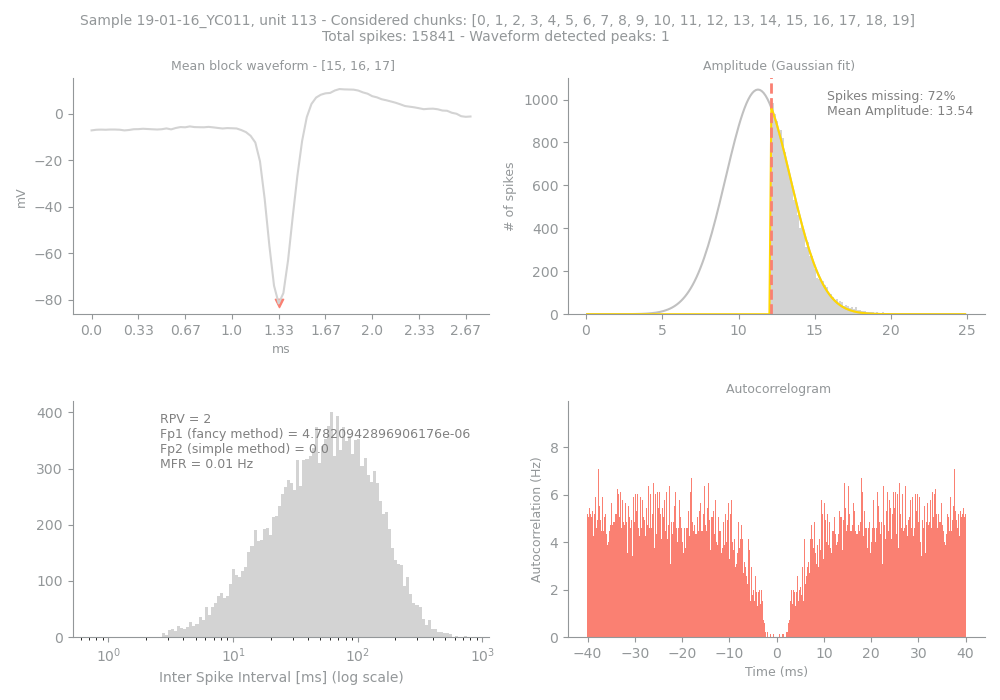 Sample 19-01-16_YC011, unit 113 - Considered chunks: [0, 1, 2, 3, 4, 5, 6, 7, 8, 9, 10, 11, 12, 13, 14, 15, 16, 17, 18, 19]
Total spikes: 15841 - Waveform detected peaks: 1
Mean block waveform - [15, 16, 17]
mV
0
−20
−40
−60
−80
0.0 0.33 0.67 1.0 1.33 1.67 2.0 2.33 2.67
ms
Amplitude (Gaussian fit)
Spikes missing: 72%
Mean Amplitude: 13.54
# of spikes
1000
800
600
400
200
0
0 5 10 15 20 25
RPV = 2
Fp1 (fancy method) = 4.7820942896906176e-06
Fp2 (simple method) = 0.0
MFR = 0.01 Hz
400
300
200
100
0
10⁰ 10¹ 10² 10³
Inter Spike Interval [ms] (log scale)
Autocorrelogram
Autocorrelation (Hz)
8
6
4
2
0
−40 −30 −20 −10 0 10 20 30 40
Time (ms)